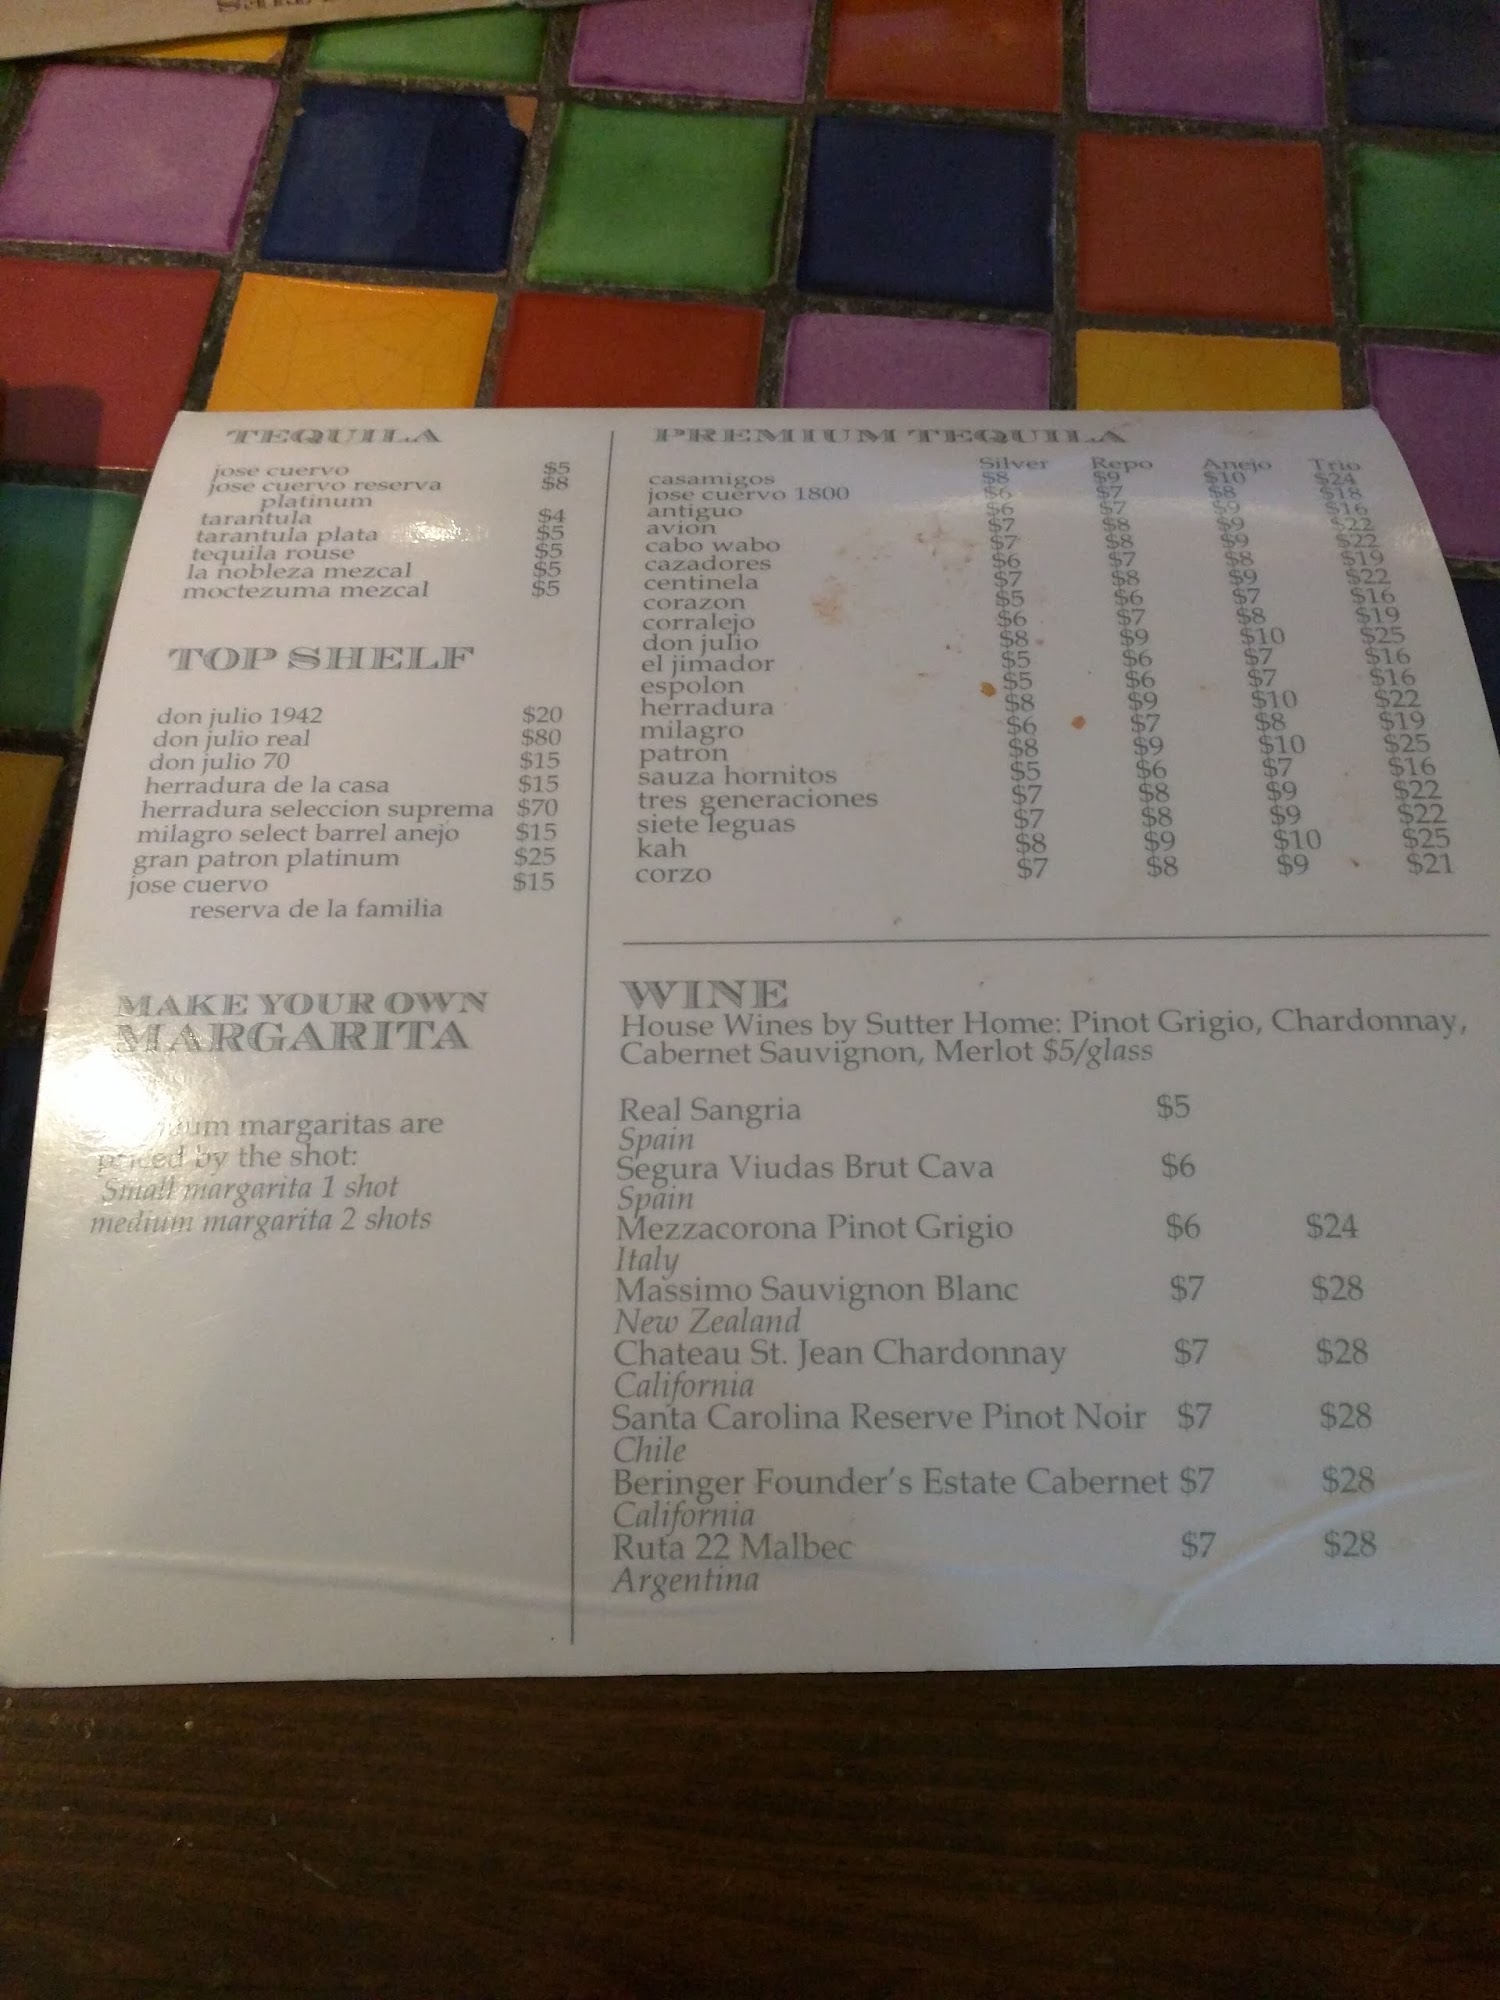 TEQUILA
jose cuervo $5
jose cuervo reserva $8
platinum
tarantula $4
tarantula plata $5
tequila rouse $5
la nobleza mezcal $5
moctezuma mezcal $5
TOP SHELF
don julio 1942 $20
don julio real $80
don julio 70 $15
herradura de la casa $15
herradura seleccion suprema $70
milagro select barrel anejo $15
gran patron platinum $25
jose cuervo $15
reserva de la familia
MAKE YOUR OWN
MARGARITA
margaritas are
priced by the shot:
Small margarita 1 shot
medium margarita 2 shots
PREMIUM TEQUILA
Silver Repo Anejo Trio
casamigos $8 $9 $10 $24
jose cuervo 1800 $6 $7 $8 $18
antiguo $6 $7 $9 $16
avion $7 $8 $9 $22
cabo wabo $7 $8 $9 $22
cazadores $6 $7 $8 $19
centinela $7 $8 $9 $22
corazon $5 $6 $7 $16
corralejo $6 $7 $8 $19
don julio $8 $9 $10 $25
el jimador $5 $6 $7 $16
espolon $5 $6 $7 $16
herradura $8 $9 $10 $22
milagro $6 $7 $8 $19
patron $8 $9 $10 $25
sauza hornitos $5 $6 $7 $16
tres generaciones $7 $8 $9 $22
siete leguas $7 $8 $9 $22
kah $8 $9 $10 $25
corzo $7 $8 $9 $21
WINE
House Wines by Sutter Home: Pinot Grigio, Chardonnay,
Cabernet Sauvignon, Merlot $5/glass
Real Sangria $5
Spain
Segura Viudas Brut Cava $6
Spain
Mezzacorona Pinot Grigio $6 $24
Italy
Massimo Sauvignon Blanc $7 $28
New Zealand
Chateau St. Jean Chardonnay $7 $28
California
Santa Carolina Reserve Pinot Noir $7 $28
Chile
Beringer Founder's Estate Cabernet $7 $28
California
Ruta 22 Malbec $7 $28
Argentina